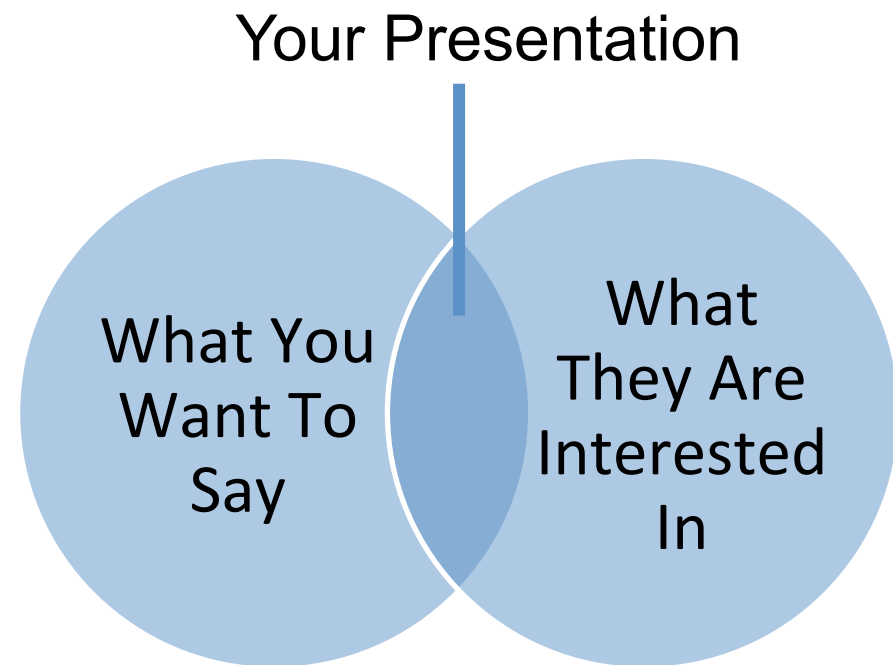 Your Presentation
What You
Want To
Say
What
They Are
Interested
In